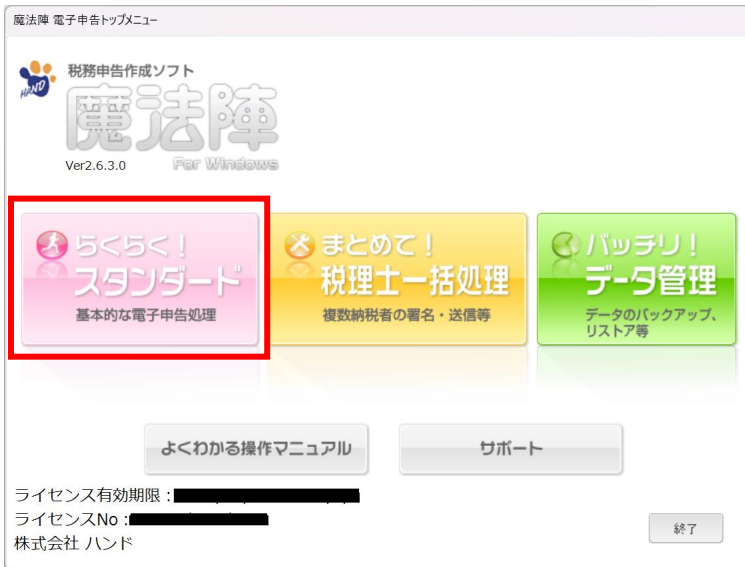 魔法陣 電子申告トップメニュー
HAND
税務申告作成ソフト
魔法陣
Ver2.6.3.0 For Windows
らくらく!
スタンダード
基本的な電子申告処理
まとめて!
税理士一括処理
複数納税者の署名・送信等
バッチリ!
データ管理
データのバックアップ、
リストア等
よくわかる操作マニュアル
サポート
ライセンス有効期限:
ライセンスNo:
株式会社 ハンド
終了